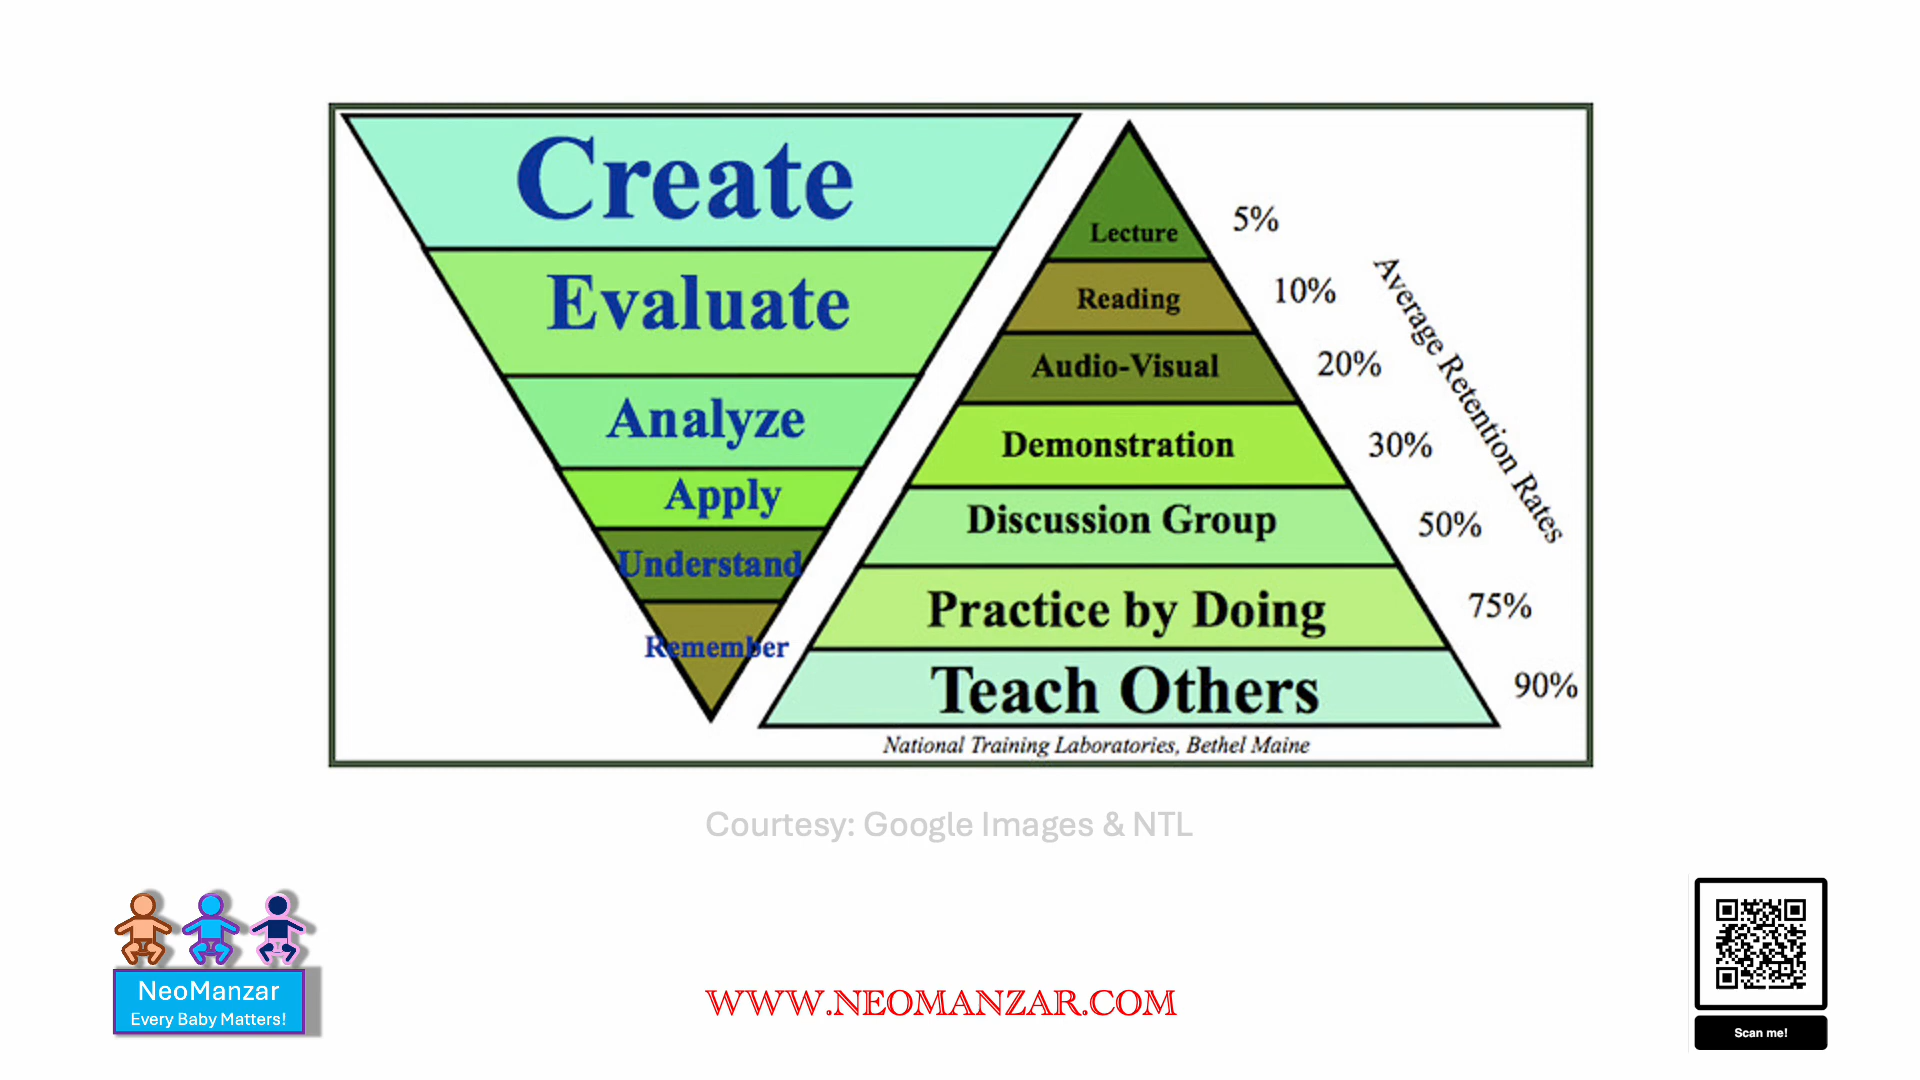 Create
Evaluate
Analyze
Apply
Understand
Remember
Lecture
Reading
Audio-Visual
Demonstration
Discussion Group
Practice by Doing
Teach Others
5%
10%
20%
30%
50%
75%
90%
Average Retention Rates
National Training Laboratories, Bethel Maine
Courtesy: Google Images & NTL
NeoManzar
Every Baby Matters!
WWW.NEOMANZAR.COM
Scan me!